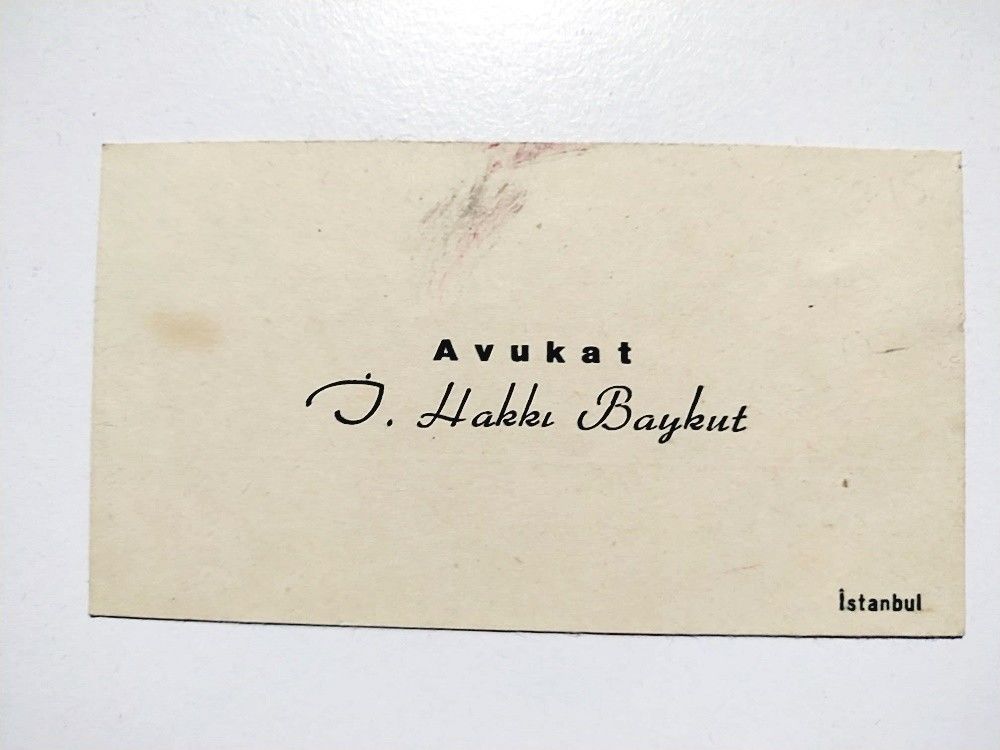 Avukat
İ. Hakkı Baykut
İstanbul